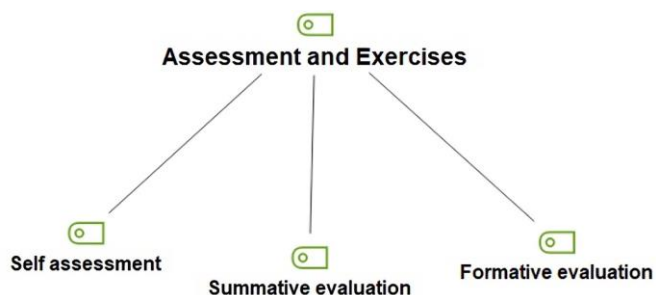 Assessment and Exercises
Self assessment
Summative evaluation
Formative evaluation